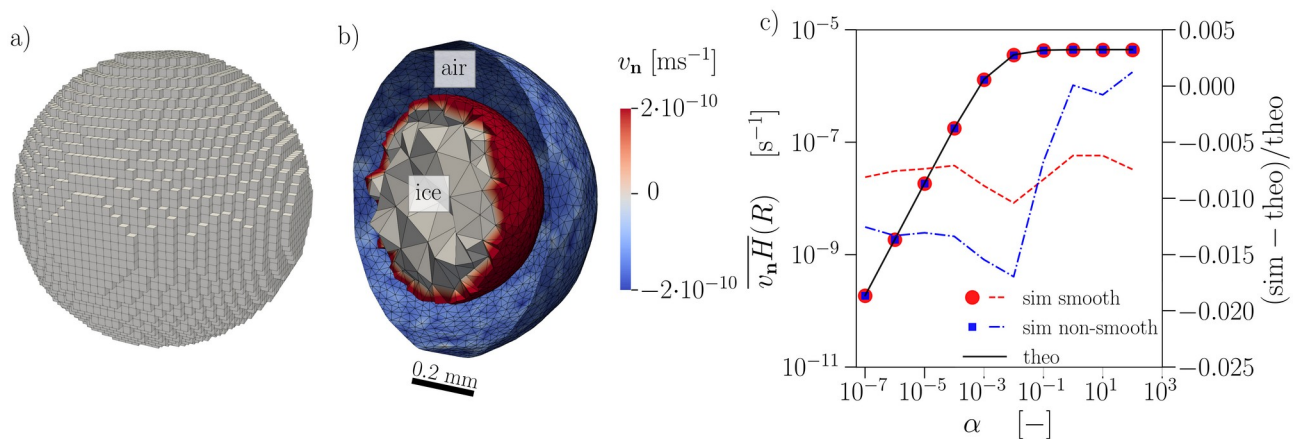 a)
b)
air
ice
0.2 mm
v_n [ms⁻¹]
2·10⁻¹⁰
0
−2·10⁻¹⁰
c)
10⁻⁵
10⁻⁷
10⁻⁹
10⁻¹¹
v_n H̅(R) [s⁻¹]
sim smooth
sim non-smooth
theo
10⁻⁷ 10⁻⁵ 10⁻³ 10⁻¹ 10¹ 10³
α [−]
0.005
0.000
−0.005
−0.010
−0.015
−0.020
−0.025
(sim − theo)/theo